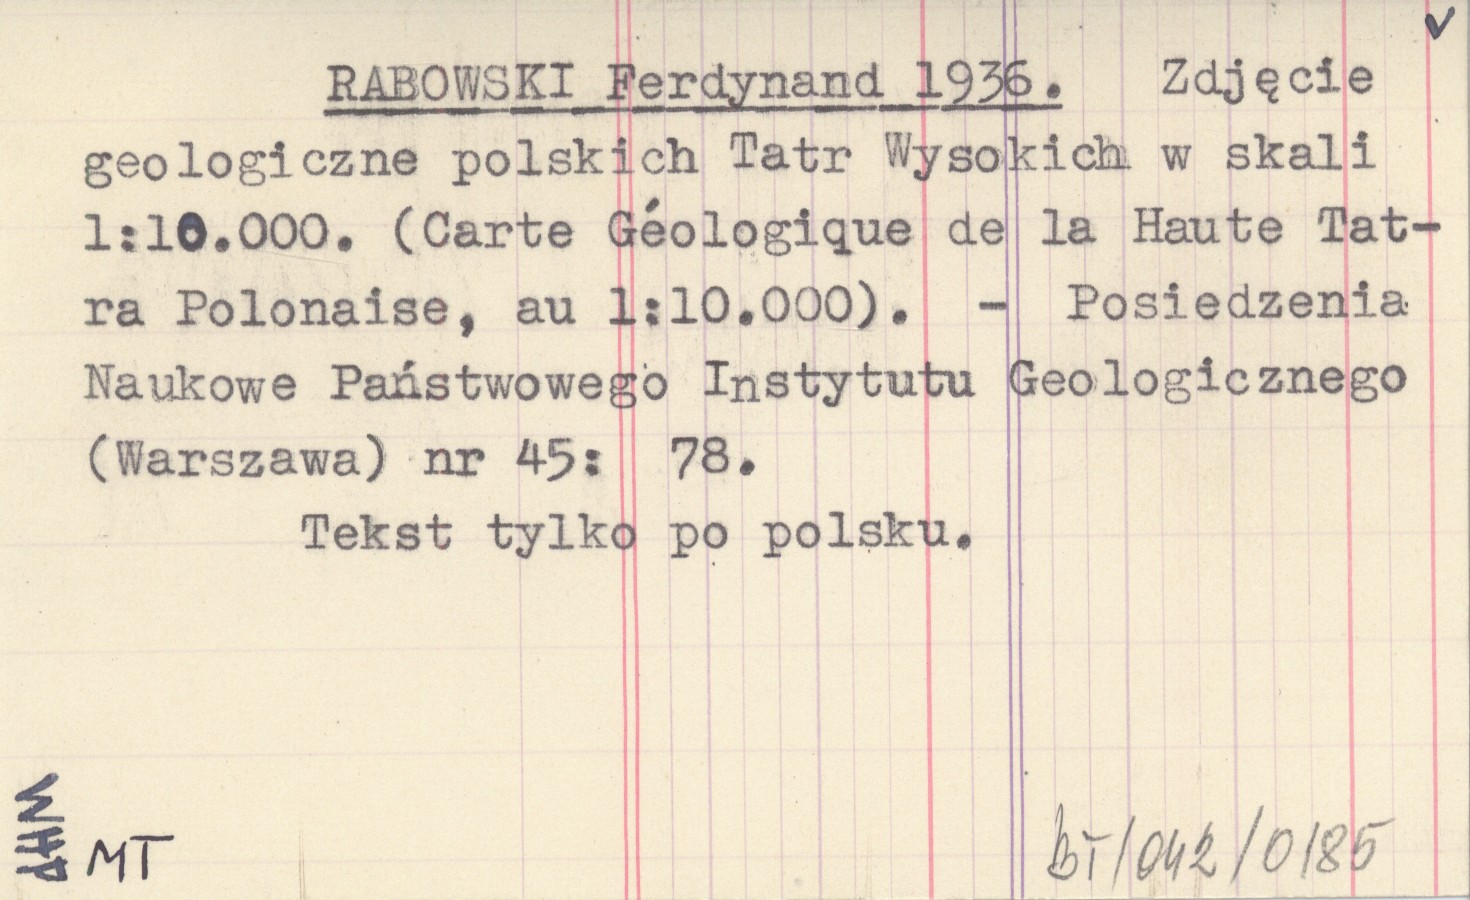 RABOWSKI Ferdynand 1936. Zdjęcie
geologiczne polskich Tatr Wysokich w skali
1:10.000. (Carte Géologique de la Haute Tat-
ra Polonaise, au 1:10.000). - Posiedzenia
Naukowe Państwowego Instytutu Geologicznego
(Warszawa) nr 45: 78.
Tekst tylko po polsku.
WHP
MT
BT/042/0185